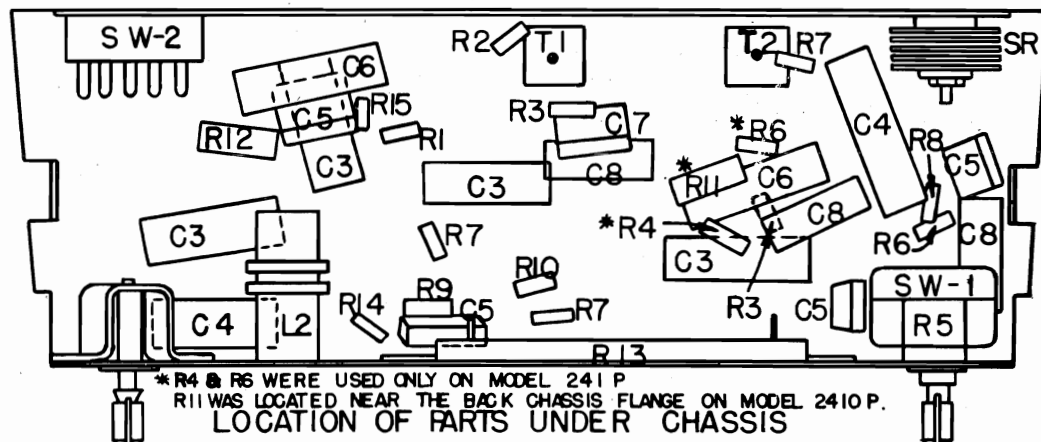 SW-2
R2
T1
T2
R7
SR
C6
C5
R15
R12
R1
C3
R3
C7
C8
C3
*R6
*
R11
C6
C4
R8
C5
C3
R7
*R4
C8
*
R6
C8
C3
R3
R10
R9
C5
R14
R7
C5
SW-1
R5
C4
L2
R13
* R4 & R6 WERE USED ONLY ON MODEL 241 P
R11 WAS LOCATED NEAR THE BACK CHASSIS FLANGE ON MODEL 2410 P.
LOCATION OF PARTS UNDER CHASSIS